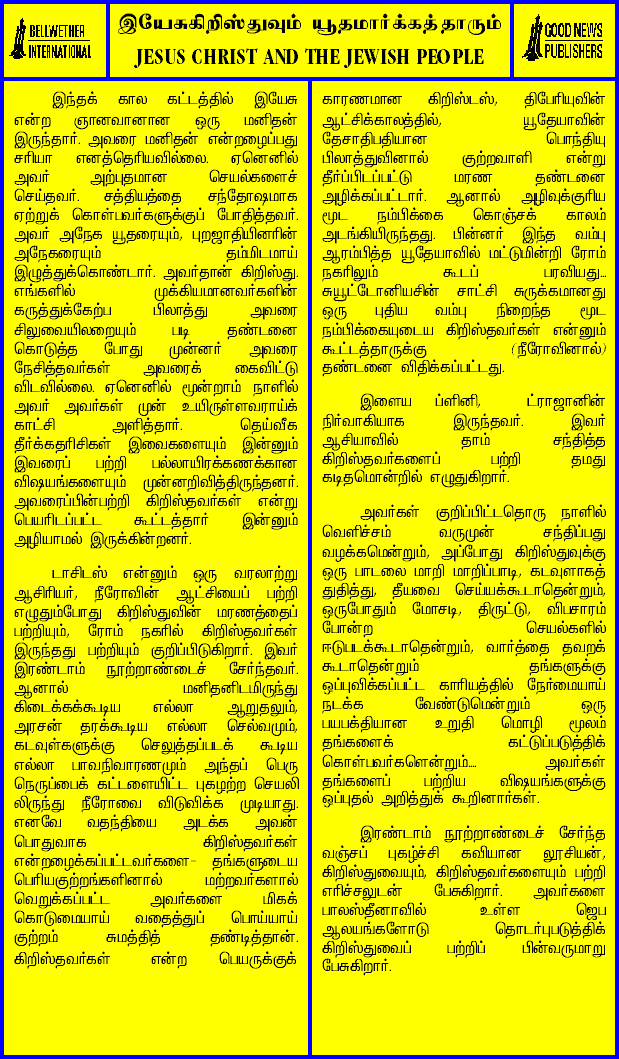 BELLWETHER
INTERNATIONAL
இயேசுகிறிஸ்துவும் யூதமார்க்கத்தாரும்
JESUS CHRIST AND THE JEWISH PEOPLE
GOOD NEWS
PUBLISHERS
இந்தக் கால கட்டத்தில் இயேசு
என்ற ஞானவானான ஒரு மனிதன்
இருந்தார். அவரை மனிதன் என்றழைப்பது
சரியா எனத்தெரியவில்லை. ஏனெனில்
அவர் அற்புதமான செயல்களைச்
செய்தவர். சத்தியத்தை சந்தோஷமாக
ஏற்றுக் கொள்பவர்களுக்குப் போதித்தவர்.
அவர் அநேக யூதரையும், புறஜாதியினரின்
அநேகரையும் தம்மிடமாய்
இழுத்துக்கொண்டார். அவர்தான் கிறிஸ்து.
எங்களில் முக்கியமானவர்களின்
கருத்துக்கேற்ப பிலாத்து அவரை
சிலுவையிலறையும் படி தண்டனை
கொடுத்த போது முன்னர் அவரை
நேசித்தவர்கள் அவரைக் கைவிட்டு
விடவில்லை. ஏனெனில் மூன்றாம் நாளில்
அவர் அவர்கள் முன் உயிருள்ளவராய்க்
காட்சி அளித்தார். தெய்வீக
தீர்க்கதரிசிகள் இவைகளையும் இன்னும்
இவரைப் பற்றி பல்லாயிரக்கணக்கான
விஷயங்களையும் முன்னறிவித்திருந்தனர்.
அவரைப்பின்பற்றி கிறிஸ்தவர்கள் என்று
பெயரிடப்பட்ட கூட்டத்தார் இன்னும்
அழியாமல் இருக்கின்றனர்.
டாசிடஸ் என்னும் ஒரு வரலாற்று
ஆசிரியர், நீரோவின் ஆட்சியைப் பற்றி
எழுதும்போது கிறிஸ்துவின் மரணத்தைப்
பற்றியும், ரோம் நகரில் கிறிஸ்தவர்கள்
இருந்தது பற்றியும் குறிப்பிடுகிறார். இவர்
இரண்டாம் நூற்றாண்டைச் சேர்ந்தவர்.
ஆனால் மனிதனிடமிருந்து
கிடைக்கக்கூடிய எல்லா ஆறுதலும்,
அரசன் தரக்கூடிய எல்லா செல்வமும்,
கடவுள்களுக்கு செலுத்தப்படக் கூடிய
எல்லா பாவநிவாரணமும் அந்தப் பெரு
நெருப்பைக் கட்டளையிட்ட புகழற்ற செயலி
லிருந்து நீரோவை விடுவிக்க முடியாது.
எனவே வதந்தியை அடக்க அவன்
பொதுவாக கிறிஸ்தவர்கள்
என்றழைக்கப்பட்டவர்களை- தங்களுடைய
பெரியகுற்றங்களினால் மற்றவர்களால்
வெறுக்கப்பட்ட அவர்களை மிகக்
கொடுமையாய் வதைத்துப் பொய்யாய்
குற்றம் சுமத்தித் தண்டித்தான்.
கிறிஸ்தவர்கள் என்ற பெயருக்குக்
காரணமான கிறிஸ்டஸ், திபேரியுவின்
ஆட்சிக்காலத்தில், யூதேயாவின்
தேசாதிபதியான பொந்தியு
பிலாத்துவினால் குற்றவாளி என்று
தீர்ப்பிடப்பட்டு மரண தண்டனை
அழிக்கப்பட்டார். ஆனால் அழிவுக்குரிய
மூட நம்பிக்கை கொஞ்சக் காலம்
அடங்கியிருந்தது. பின்னர் இந்த வம்பு
ஆரம்பித்த யூதேயாவில் மட்டுமின்றி ரோம்
நகரிலும் கூடப் பரவியது...
சுயூட்டோனியசின் சாட்சி சுருக்கமானது
ஒரு புதிய வம்பு நிறைந்த மூட
நம்பிக்கையுடைய கிறிஸ்தவர்கள் என்னும்
கூட்டத்தாருக்கு (நீரோவினால்)
தண்டனை விதிக்கப்பட்டது.
இளைய ப்ளினி, ட்ராஜானின்
நிர்வாகியாக இருந்தவர். இவர்
ஆசியாவில் தாம் சந்தித்த
கிறிஸ்தவர்களைப் பற்றி தமது
கடிதமொன்றில் எழுதுகிறார்.
அவர்கள் குறிப்பிட்டதொரு நாளில்
வெளிச்சம் வருமுன் சந்திப்பது
வழக்கமென்றும், அப்போது கிறிஸ்துவுக்கு
ஒரு பாடலை மாறி மாறிப்பாடி, கடவுளாகத்
துதித்து, தீயவை செய்யக்கூடாதென்றும்,
ஒருபோதும் மோசடி, திருட்டு, விபசாரம்
போன்ற செயல்களில்
ஈடுபடக்கூடாதென்றும், வார்த்தை தவறக்
கூடாதென்றும் தங்களுக்கு
ஒப்புவிக்கப்பட்ட காரியத்தில் நேர்மையாய்
நடக்க வேண்டுமென்றும் ஒரு
பயபக்தியான உறுதி மொழி மூலம்
தங்களைக் கட்டுப்படுத்திக்
கொள்பவர்களென்றும்.... அவர்கள்
தங்களைப் பற்றிய விஷயங்களுக்கு
ஒப்புதல் அறித்துக் கூறினார்கள்.
இரண்டாம் நூற்றாண்டைச் சேர்ந்த
வஞ்சப் புகழ்ச்சி கவியான லூசியன்,
கிறிஸ்துவையும், கிறிஸ்தவர்களையும் பற்றி
எரிச்சலுடன் பேசுகிறார். அவர்களை
பாலஸ்தீனாவில் உள்ள ஜெப
ஆலயங்களோடு தொடர்புபடுத்திக்
கிறிஸ்துவைப் பற்றிப் பின்வருமாறு
பேசுகிறார்.